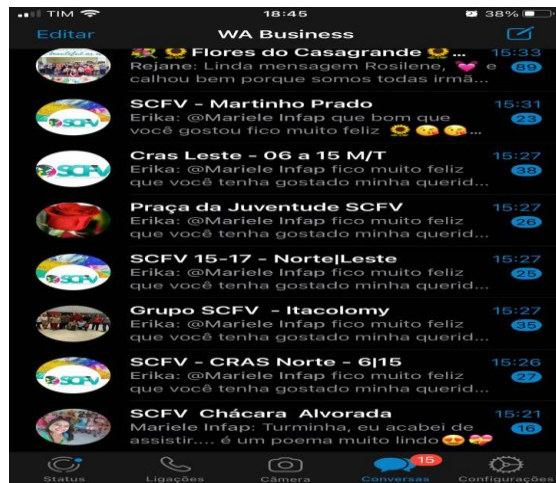 TIM 18:45 38%
Editar WA Business
Flores do Casagrande ... 15:33
Rejane: Linda mensagem Rosilene, 💓 e 89
calhou bem porque somos todas irmã...
SCFV - Martinho Prado 15:31
Erika: @Mariele Infap que bom que 23
você gostou fico muito feliz 🌻😘😘...
Cras Leste - 06 a 15 M/T 15:27
Erika: @Mariele Infap fico muito feliz 38
que você tenha gostado minha querid...
Praça da Juventude SCFV 15:27
Erika: @Mariele Infap fico muito feliz 26
que você tenha gostado minha querid...
SCFV 15-17 - Norte|Leste 15:27
Erika: @Mariele Infap fico muito feliz 25
que você tenha gostado minha querid...
Grupo SCFV - Itacolomy 15:27
Erika: @Mariele Infap fico muito feliz 35
que você tenha gostado minha querid...
SCFV - CRAS Norte - 6|15 15:26
Erika: @Mariele Infap fico muito feliz 27
que você tenha gostado minha querid...
SCFV Chácara Alvorada 15:21
Mariele Infap: Turminha, eu acabei de 16
assistir.... é um poema muito lindo 😍💝
15
Status Ligações Câmera Conversas Configurações
SCFV
SCFV
SCFV
SCFV